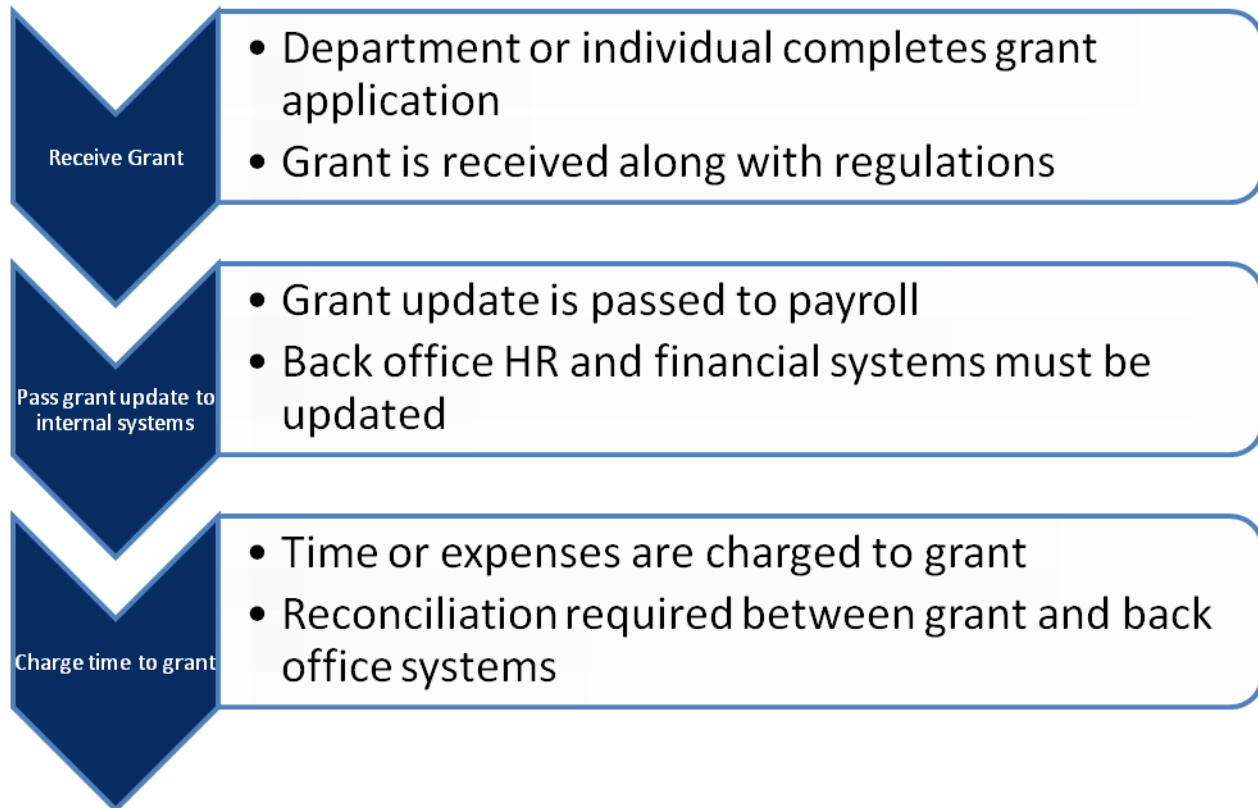 Receive Grant
• Department or individual completes grant
application
• Grant is received along with regulations
Pass grant update to
internal systems
• Grant update is passed to payroll
• Back office HR and financial systems must be
updated
Charge time to grant
• Time or expenses are charged to grant
• Reconciliation required between grant and back
office systems